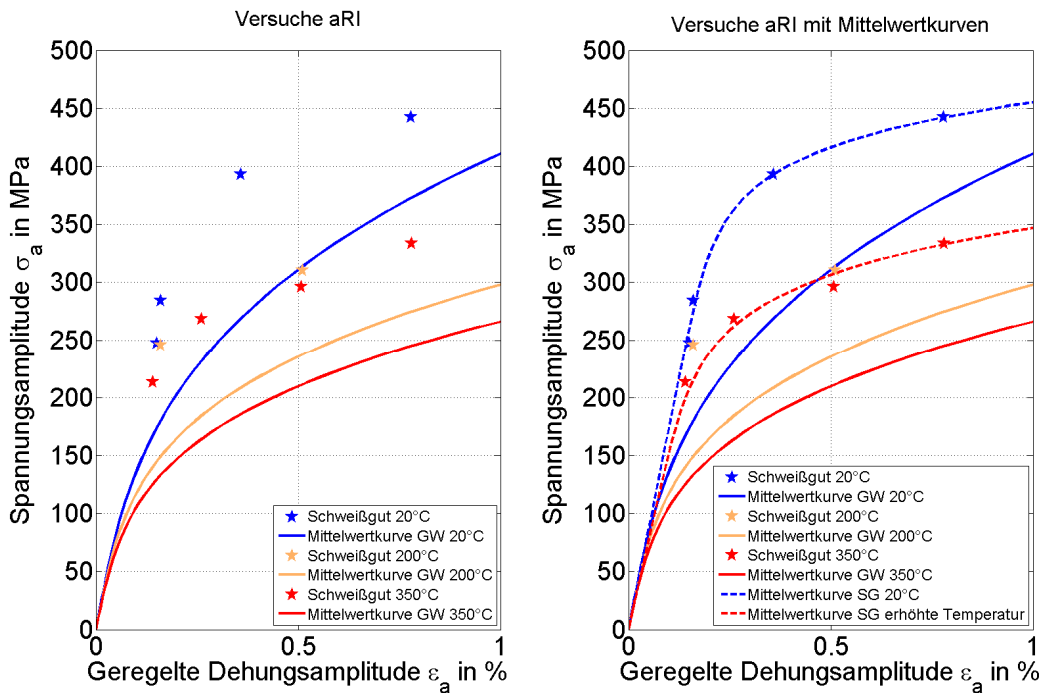 Versuche aRI
500
450
400
350
300
250
200
150
100
50
0
Spannungsamplitude σa in MPa
Schweißgut 20°C
Mittelwertkurve GW 20°C
Schweißgut 200°C
Mittelwertkurve GW 200°C
Schweißgut 350°C
Mittelwertkurve GW 350°C
0
0.5
1
Geregelte Dehungsamplitude εa in %
Versuche aRI mit Mittelwertkurven
500
450
400
350
300
250
200
150
100
50
0
Spannungsamplitude σa in MPa
Schweißgut 20°C
Mittelwertkurve GW 20°C
Schweißgut 200°C
Mittelwertkurve GW 200°C
Schweißgut 350°C
Mittelwertkurve GW 350°C
Mittelwertkurve SG 20°C
Mittelwertkurve SG erhöhte Temperatur
0
0.5
1
Geregelte Dehungsamplitude εa in %